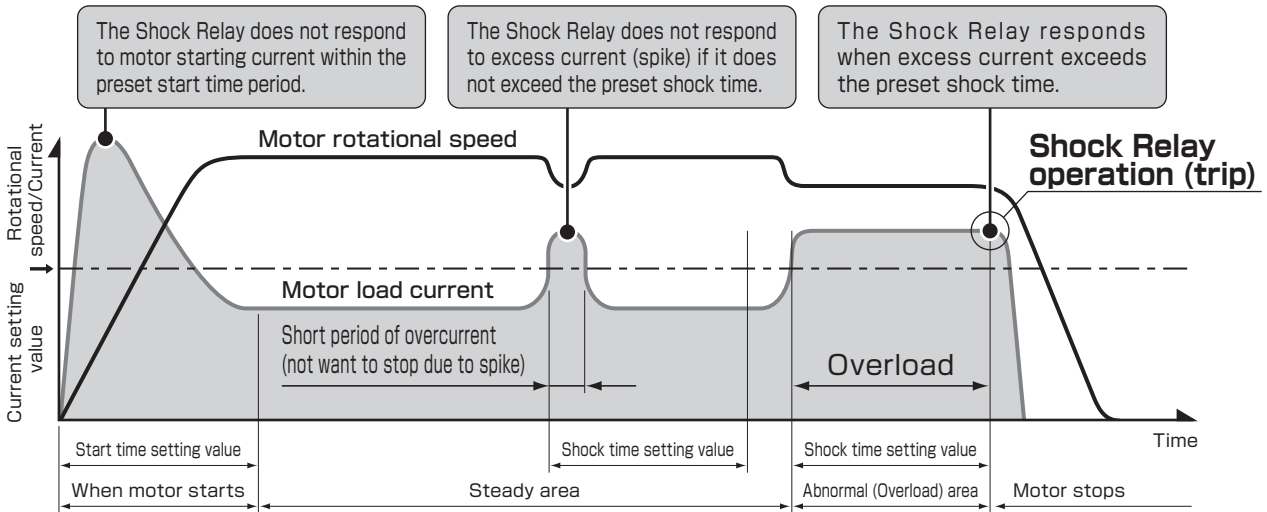 The Shock Relay does not respond
to motor starting current within the
preset start time period.
The Shock Relay does not respond
to excess current (spike) if it does
not exceed the preset shock time.
The Shock Relay responds
when excess current exceeds
the preset shock time.
Rotational
speed/Current
Motor rotational speed
Shock Relay
operation (trip)
Current setting
value
Motor load current
Short period of overcurrent
(not want to stop due to spike)
Overload
Time
Start time setting value
Shock time setting value
Shock time setting value
When motor starts
Steady area
Abnormal (Overload) area
Motor stops